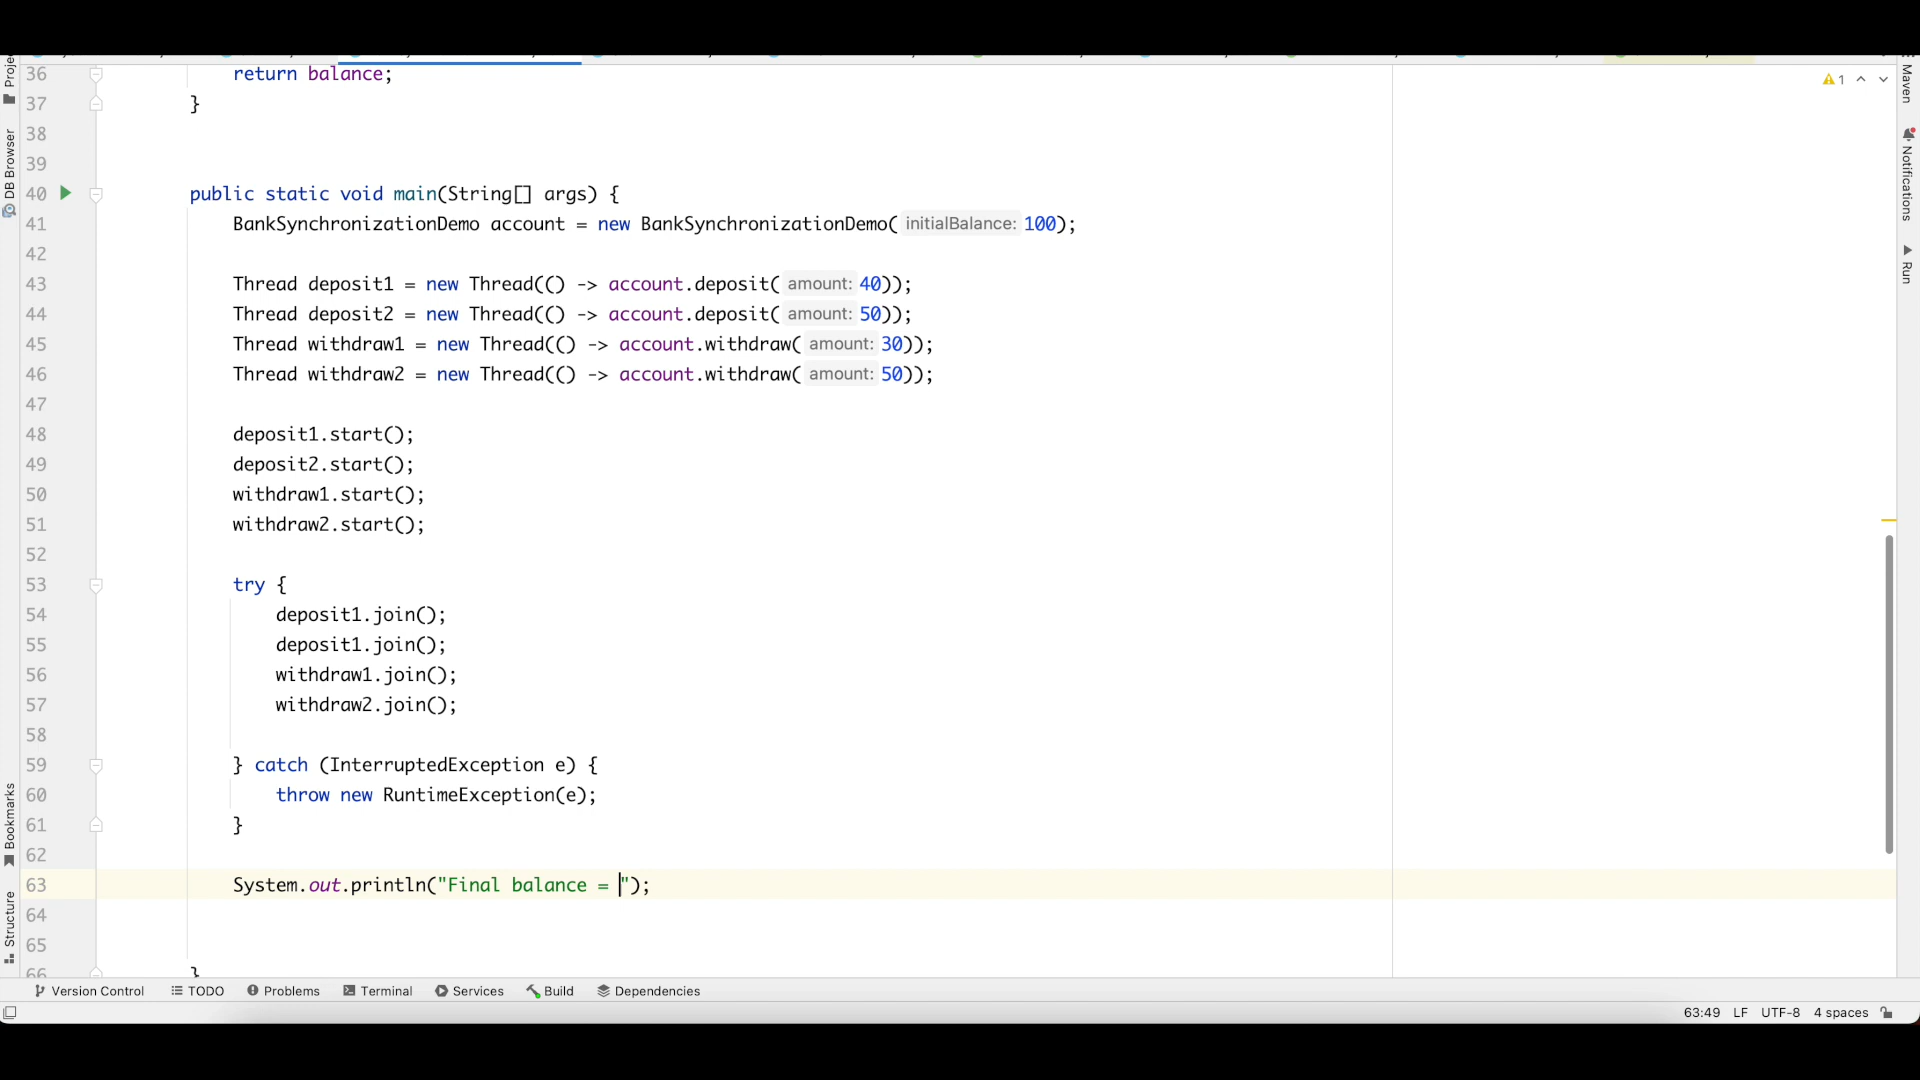 Proje
DB Browser
Bookmarks
Structure
36 return balance;
37 }
38
39
40 public static void main(String[] args) {
41 BankSynchronizationDemo account = new BankSynchronizationDemo( initialBalance: 100);
42
43 Thread deposit1 = new Thread(() -> account.deposit( amount: 40));
44 Thread deposit2 = new Thread(() -> account.deposit( amount: 50));
45 Thread withdraw1 = new Thread(() -> account.withdraw( amount: 30));
46 Thread withdraw2 = new Thread(() -> account.withdraw( amount: 50));
47
48 deposit1.start();
49 deposit2.start();
50 withdraw1.start();
51 withdraw2.start();
52
53 try {
54 deposit1.join();
55 deposit1.join();
56 withdraw1.join();
57 withdraw2.join();
58
59 } catch (InterruptedException e) {
60 throw new RuntimeException(e);
61 }
62
63 System.out.println("Final balance = ");
64
65
66 }
1
Maven
Notifications
Run
Version Control TODO Problems Terminal Services Build Dependencies
63:49 LF UTF-8 4 spaces